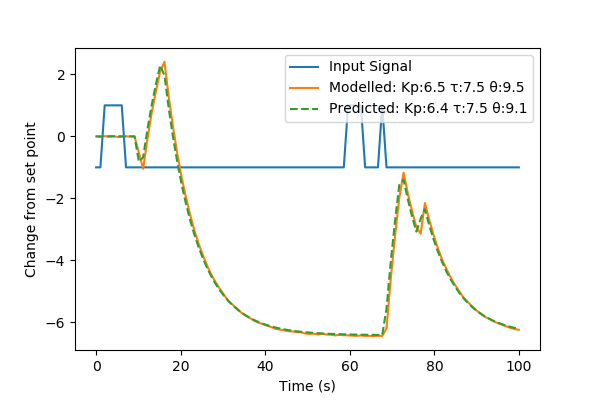 Input Signal
Modelled: Kp:6.5 τ:7.5 θ:9.5
Predicted: Kp:6.4 τ:7.5 θ:9.1
Change from set point
2
0
−2
−4
−6
0 20 40 60 80 100
Time (s)